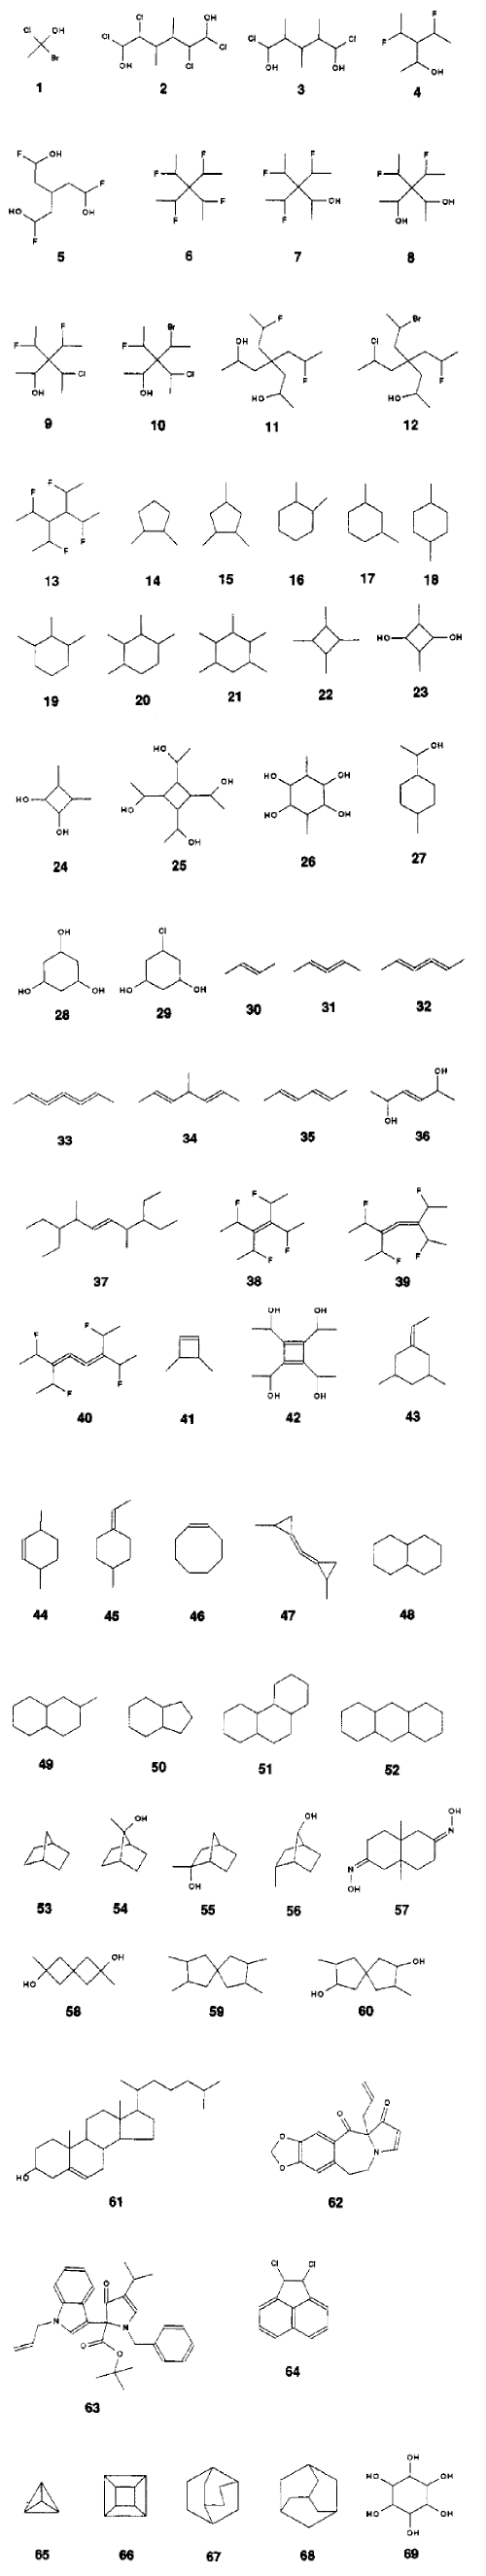 Cl OH Cl OH F
Cl Cl Cl Cl F
Br OH Cl OH OH
1 2 3 4
F OH F F F
F F F F
HO OH F F OH OH
F F F OH
5 6 7 8
F Br F Br
F F OH Cl
Cl Cl F F
OH OH HO HO
9 10 11 12
F F
F F
13 14 15 16 17 18
HO OH
19 20 21 22 23
HO OH
HO OH HO OH
HO HO OH
OH OH
24 25 26 27
OH Cl
HO OH HO OH
28 29 30 31 32
OH
OH
33 34 35 36
F F F F
F F F F
37 38 39
F F OH OH
F F OH OH
40 41 42 43
44 45 46 47 48
49 50 51 52
OH OH OH
N
N
OH OH
53 54 55 56 57
OH OH
HO HO
58 59 60
O O
O
HO O N
61 62
O Cl Cl
N N
O O
63 64
OH
HO OH
HO OH
OH
65 66 67 68 69